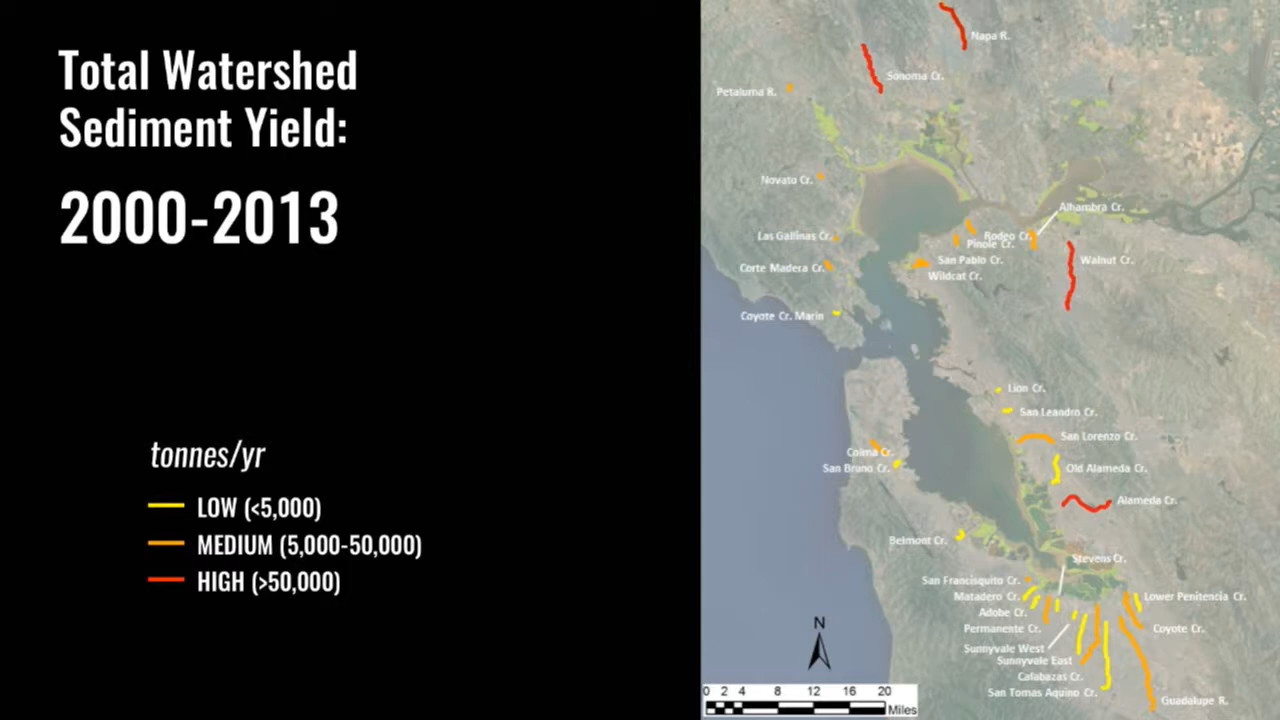 Total Watershed
Sediment Yield:
2000-2013
tonnes/yr
LOW (<5,000)
MEDIUM (5,000-50,000)
HIGH (>50,000)
Napa R.
Sonoma Cr.
Petaluma R.
Novato Cr.
Alhambra Cr.
Las Gallinas Cr.
Rodeo Cr.
Pinole Cr.
San Pablo Cr.
Walnut Cr.
Corte Madera Cr.
Wildcat Cr.
Coyote Cr. Marin
Lion Cr.
San Leandro Cr.
San Lorenzo Cr.
Colma Cr.
San Bruno Cr.
Old Alameda Cr.
Alameda Cr.
Belmont Cr.
Stevens Cr.
San Francisquito Cr.
Matadero Cr.
Lower Penitencia Cr.
Adobe Cr.
Permanente Cr.
Coyote Cr.
Sunnyvale West
Sunnyvale East
Calabazas Cr.
San Tomas Aquino Cr.
Guadalupe R.
N
0 2 4 8 12 16 20
Miles